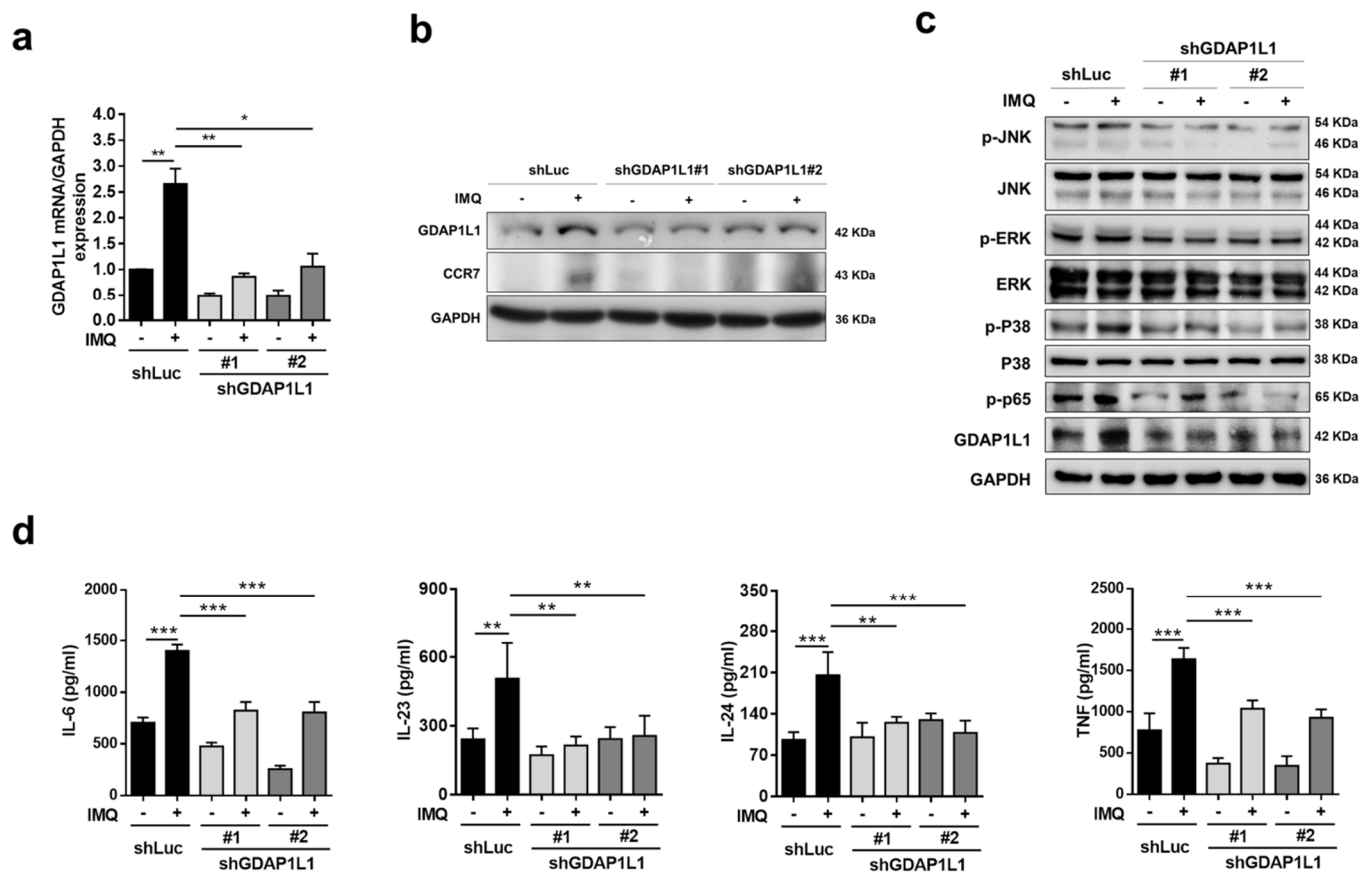 a
GDAP1L1 mRNA/GAPDH
expression
4.0
3.5
3.0
2.5
2.0
1.5
1.0
0.5
0.0
**
**
*
IMQ - + - + - +
#1 #2
shLuc
shGDAP1L1
b
shLuc shGDAP1L1#1 shGDAP1L1#2
IMQ - + - + - +
GDAP1L1 42 KDa
CCR7 43 KDa
GAPDH 36 KDa
c
shGDAP1L1
shLuc #1 #2
IMQ - + - + - +
p-JNK 54 KDa
46 KDa
JNK 54 KDa
46 KDa
p-ERK 44 KDa
42 KDa
ERK 44 KDa
42 KDa
p-P38 38 KDa
P38 38 KDa
p-p65 65 KDa
GDAP1L1 42 KDa
GAPDH 36 KDa
d
IL-6 (pg/ml)
2000
1500
1000
500
0
***
***
***
IMQ - + - + - +
#1 #2
shLuc
shGDAP1L1
IL-23 (pg/ml)
900
600
300
0
**
**
**
IMQ - + - + - +
#1 #2
shLuc
shGDAP1L1
IL-24 (pg/ml)
350
280
210
140
70
0
***
**
***
IMQ - + - + - +
#1 #2
shLuc
shGDAP1L1
TNF (pg/ml)
2500
2000
1500
1000
500
0
***
***
***
IMQ - + - + - +
#1 #2
shLuc
shGDAP1L1